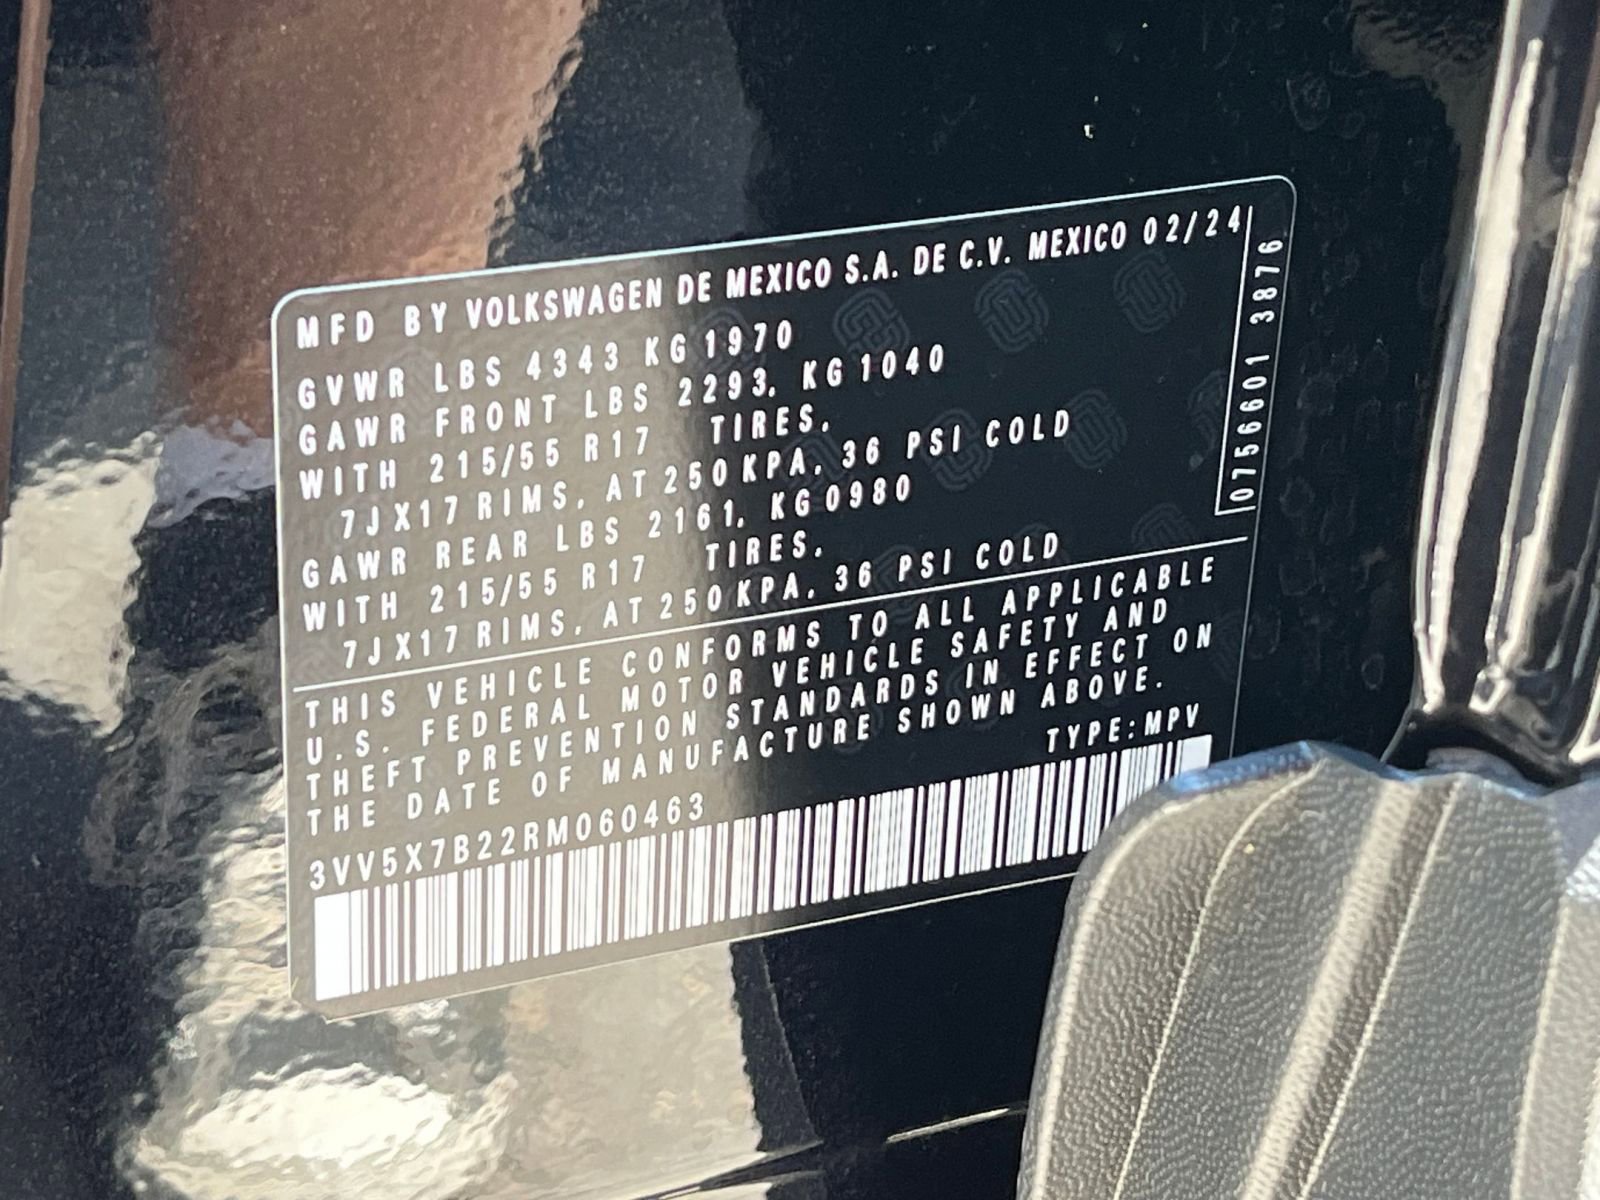 MFD BY VOLKSWAGEN DE MEXICO S.A. DE C.V. MEXICO 02/24
GVWR LBS 4343 KG 1970
GAWR FRONT LBS 2293, KG 1040
WITH 215/55 R17 TIRES,
7JX17 RIMS, AT 250 KPA, 36 PSI COLD
GAWR REAR LBS 2161, KG 0980
WITH 215/55 R17 TIRES,
7JX17 RIMS, AT 250 KPA, 36 PSI COLD
0756601 3876
THIS VEHICLE CONFORMS TO ALL APPLICABLE
U.S. FEDERAL MOTOR VEHICLE SAFETY AND
THEFT PREVENTION STANDARDS IN EFFECT ON
THE DATE OF MANUFACTURE SHOWN ABOVE.
TYPE: MPV
3VV5X7B22RM060463